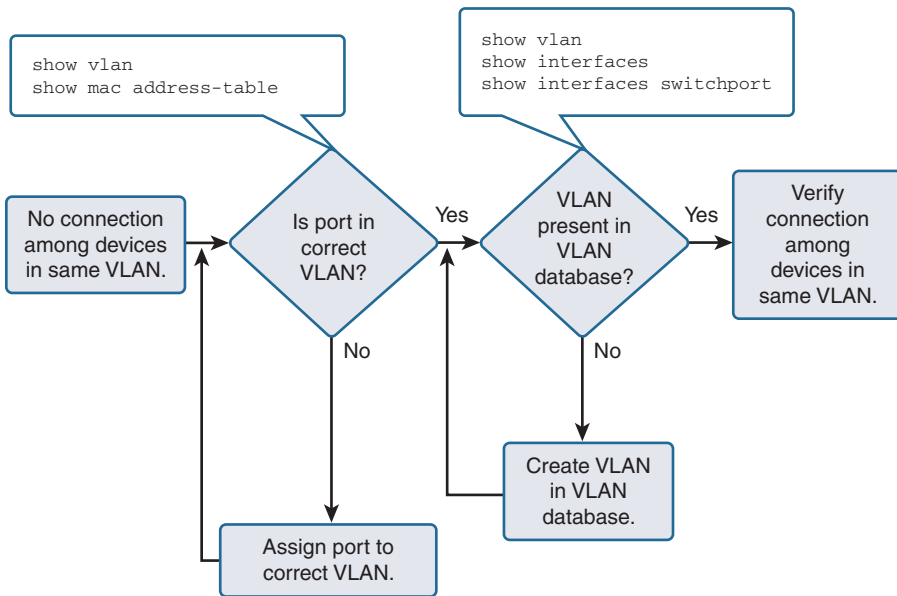 show vlan
show mac address-table
show vlan
show interfaces
show interfaces switchport
No connection
among devices
in same VLAN.
Is port in
correct
VLAN?
Yes
VLAN
present in
VLAN
database?
Yes
Verify
connection
among
devices in
same VLAN.
No
No
Create VLAN
in VLAN
database.
Assign port to
correct VLAN.